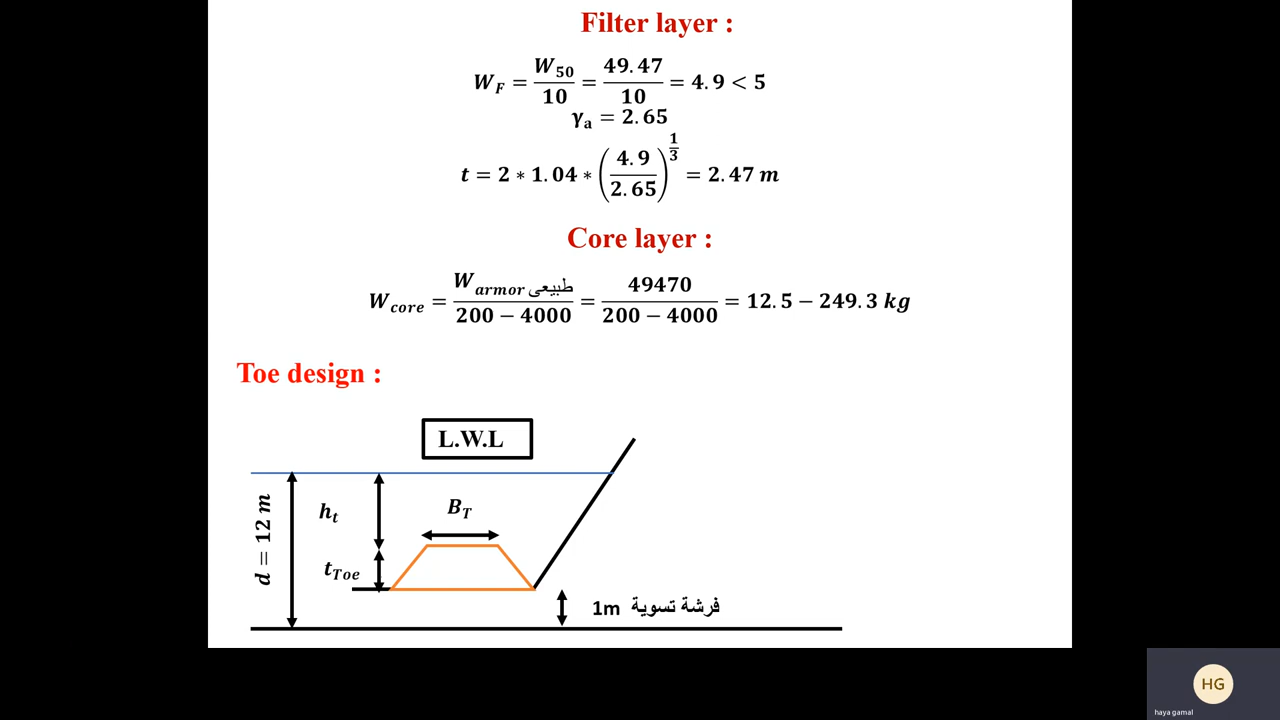 Filter layer :
W_F = W_50/10 = 49.47/10 = 4.9 < 5
γ_a = 2.65
t = 2 * 1.04 * (4.9/2.65)^(1/3) = 2.47 m
Core layer :
W_core = W_armor طبيعى/(200 − 4000) = 49470/(200 − 4000) = 12.5 − 249.3 kg
Toe design :
L.W.L
d = 12 m
h_t
B_T
t_Toe
1m فرشة تسوية
HG
haya gamal